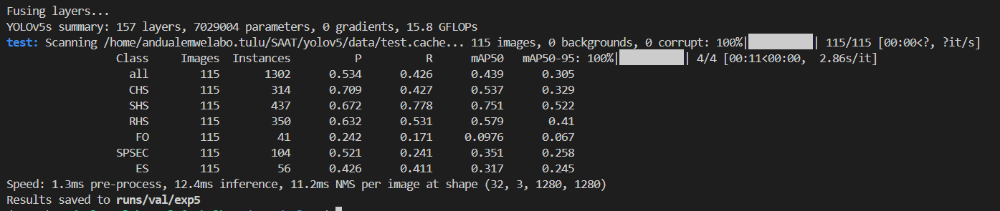 Fusing layers...
YOLOv5s summary: 157 layers, 7029004 parameters, 0 gradients, 15.8 GFLOPs
test: Scanning /home/andualemwelabo.tulu/SAAT/yolov5/data/test.cache... 115 images, 0 backgrounds, 0 corrupt: 100%| | 115/115 [00:00<?, ?it/s]
Class Images Instances P R mAP50 mAP50-95: 100%| | 4/4 [00:11<00:00, 2.86s/it]
all 115 1302 0.534 0.426 0.439 0.305
CHS 115 314 0.709 0.427 0.537 0.329
SHS 115 437 0.672 0.778 0.751 0.522
RHS 115 350 0.632 0.531 0.579 0.41
FO 115 41 0.242 0.171 0.0976 0.067
SPSEC 115 104 0.521 0.241 0.351 0.258
ES 115 56 0.426 0.411 0.317 0.245
Speed: 1.3ms pre-process, 12.4ms inference, 11.2ms NMS per image at shape (32, 3, 1280, 1280)
Results saved to runs/val/exp5